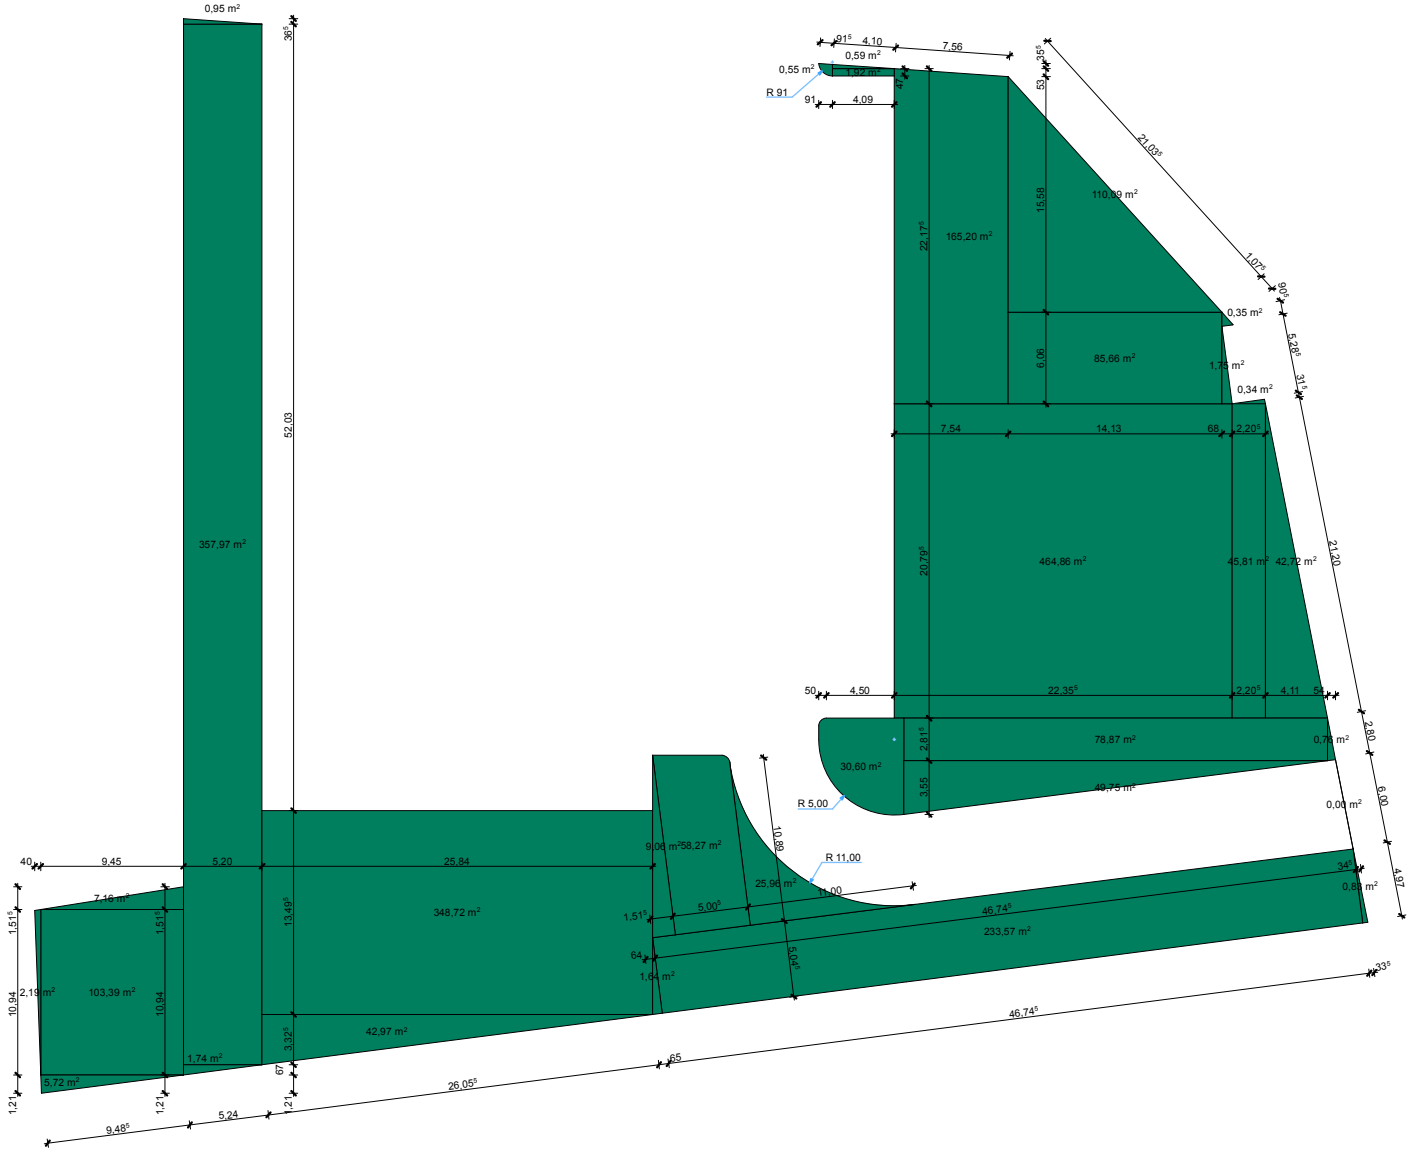 0,95 m²
36⁵
91⁵
4,10
7,56
35⁵
0,59 m²
0,55 m²
1,92 m²
47
53
R 91
91
4,09
21,03⁵
15,58
110,09 m²
22,17⁵
165,20 m²
1,07⁵
90⁵
0,35 m²
5,28⁵
6,06
85,66 m²
1,75 m²
31⁵
0,34 m²
52,03
7,54
14,13
68
2,20⁵
357,97 m²
20,79⁵
464,86 m²
45,81 m²
42,72 m²
21,20
50
4,50
22,35⁵
2,20⁵
4,11
54
2,81⁵
78,87 m²
0,76 m²
2,80
30,60 m²
3,55
49,75 m²
6,00
R 5,00
0,00 m²
10,89
9,06 m²
58,27 m²
R 11,00
40
9,45
5,20
25,84
34⁵
4,97
25,96 m²
11,00
0,83 m²
7,16 m²
1,51⁵
1,51⁵
13,49⁵
348,72 m²
1,51⁵
5,00⁵
46,74⁵
233,57 m²
64
5,04⁵
1,64 m²
33⁵
10,94
2,19 m²
103,39 m²
10,94
46,74⁵
3,32⁵
42,97 m²
1,74 m²
65
67
5,72 m²
1,21
1,21
1,21
26,05⁵
5,24
9,48⁵